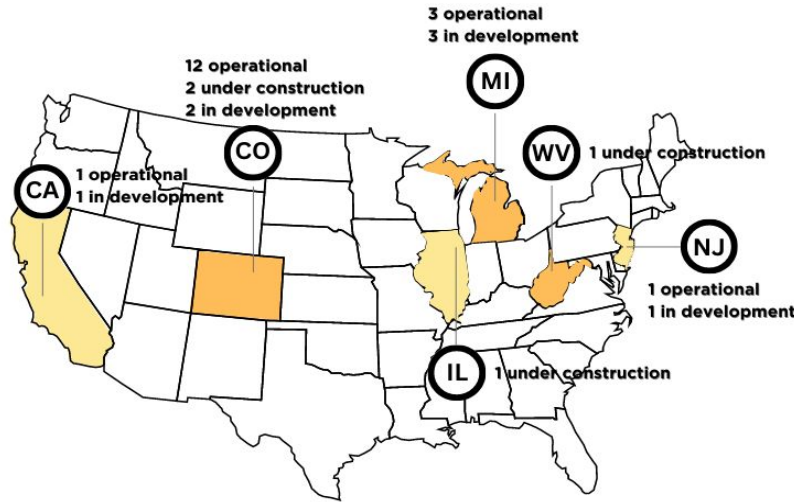 3 operational
3 in development
MI
12 operational
2 under construction
2 in development
CO
WV
1 under construction
CA
1 operational
1 in development
NJ
1 operational
1 in development
IL
1 under construction